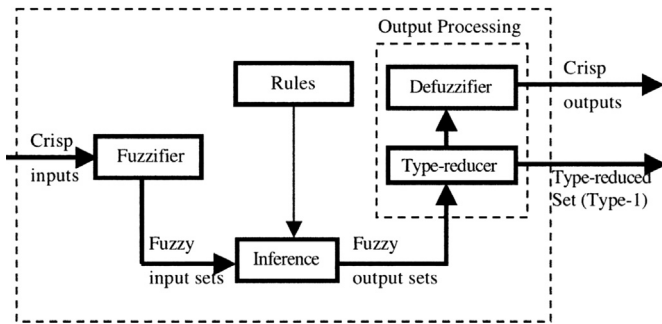 Output Processing
Rules
Defuzzifier
Crisp
outputs
Crisp
inputs
Fuzzifier
Type-reducer
Type-reduced
Set (Type-1)
Fuzzy
input sets
Inference
Fuzzy
output sets